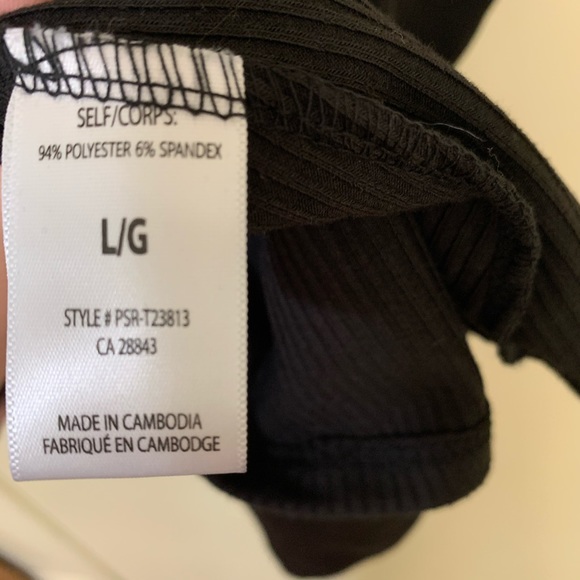 SELF/CORPS:
94% POLYESTER 6% SPANDEX
L/G
STYLE # PSR-T23813
CA 28843
MADE IN CAMBODIA
FABRIQUÉ EN CAMBODGE